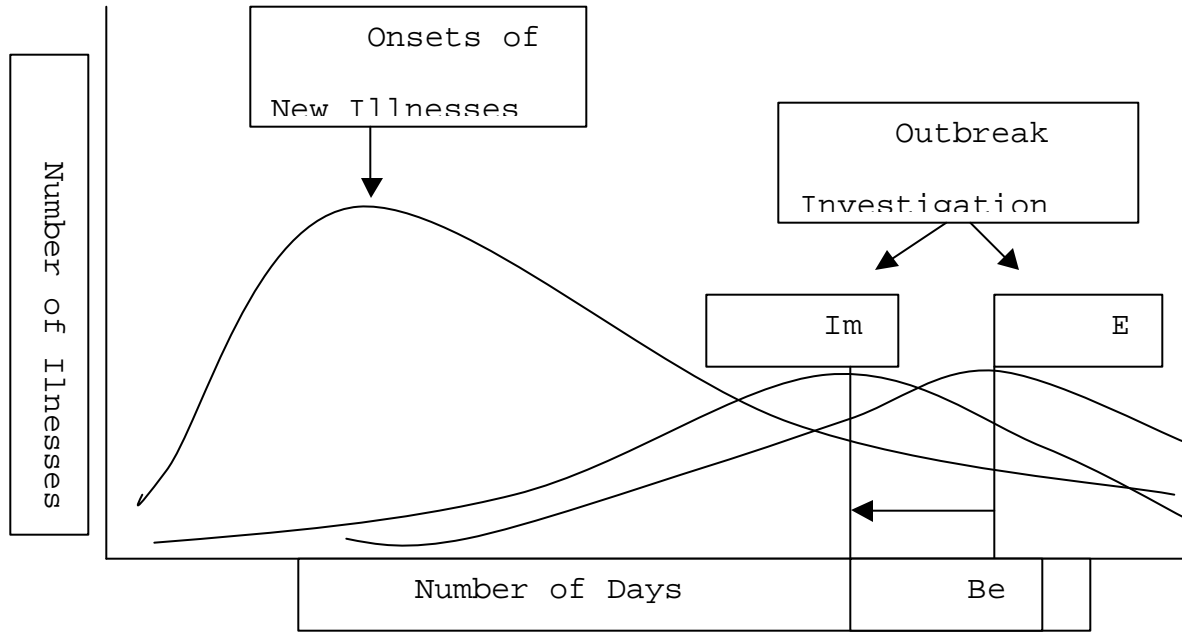 Onsets of
New Illnesses
Outbreak
Investigation
Number of Illnesses
Im
E
Number of Days
Be